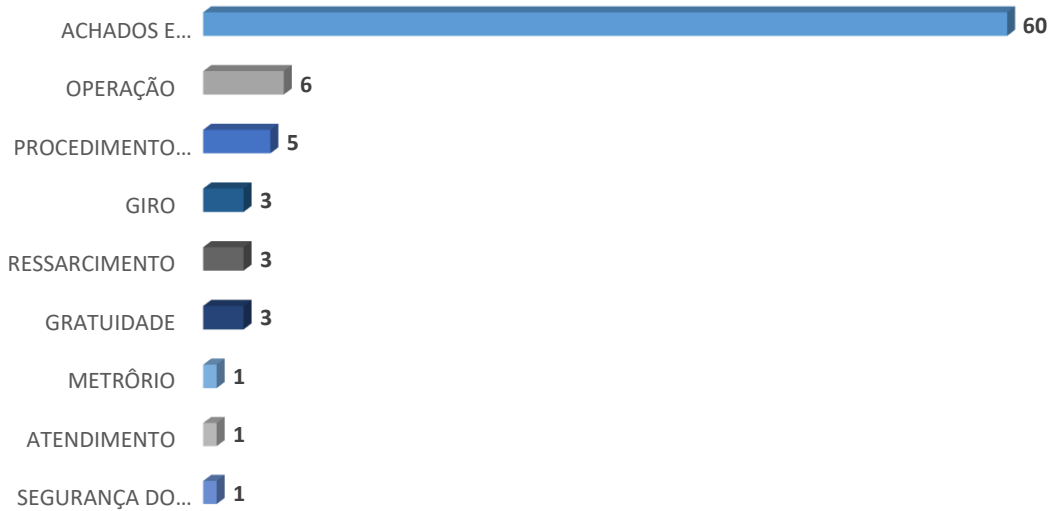 ACHADOS E... 60
OPERAÇÃO 6
PROCEDIMENTO... 5
GIRO 3
RESSARCIMENTO 3
GRATUIDADE 3
METRÔRIO 1
ATENDIMENTO 1
SEGURANÇA DO... 1